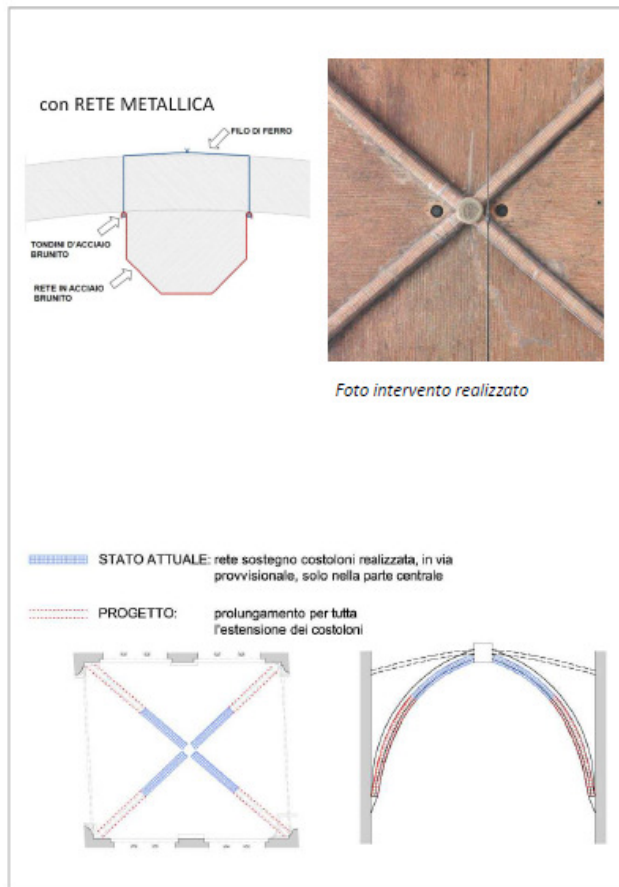 con RETE METALLICA
FILO DI FERRO
TONDINI D'ACCIAIO
BRUNITO
RETE IN ACCIAIO
BRUNITO
Foto intervento realizzato
STATO ATTUALE: rete sostegno costoloni realizzata, in via
provvisionale, solo nella parte centrale
PROGETTO: prolungamento per tutta
l'estensione dei costoloni